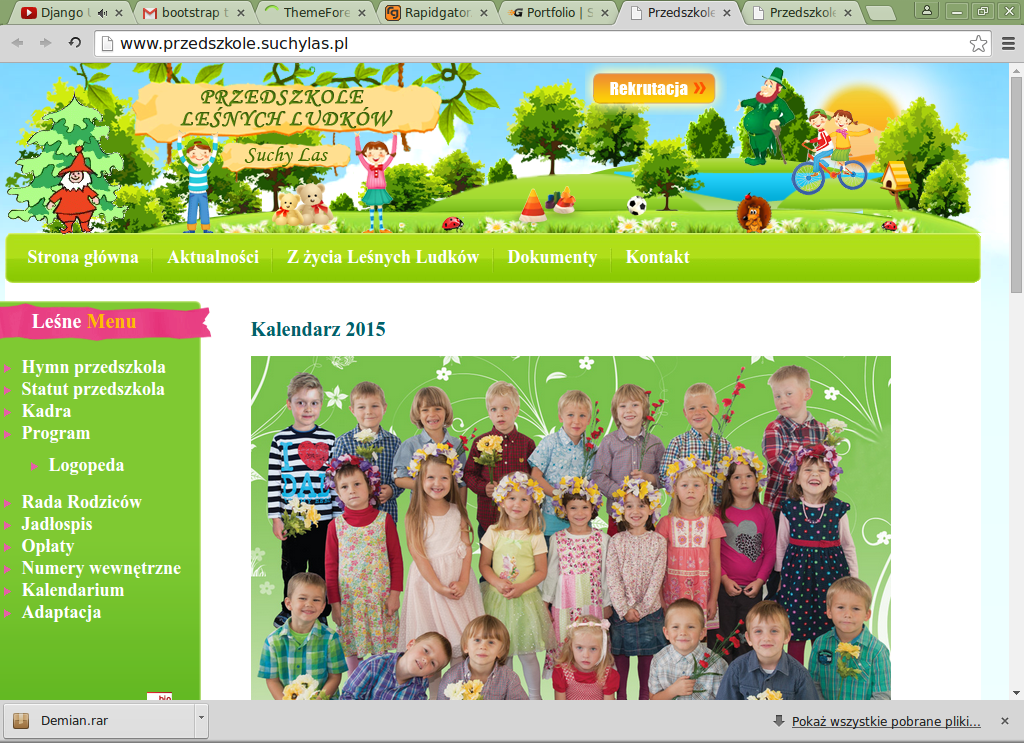 Django U
bootstrap t
ThemeFore
Rapidgator
Portfolio | S
Przedszkole
Przedszkole
www.przedszkole.suchylas.pl
PRZEDSZKOLE
LEŚNYCH LUDKÓW
Suchy Las
Rekrutacja »
Strona główna
Aktualności
Z życia Leśnych Ludków
Dokumenty
Kontakt
Leśne Menu
Kalendarz 2015
Hymn przedszkola
Statut przedszkola
Kadra
Program
Logopeda
Rada Rodziców
Jadłospis
Opłaty
Numery wewnętrzne
Kalendarium
Adaptacja
I
DAD
bip
Demian.rar
Pokaż wszystkie pobrane pliki...